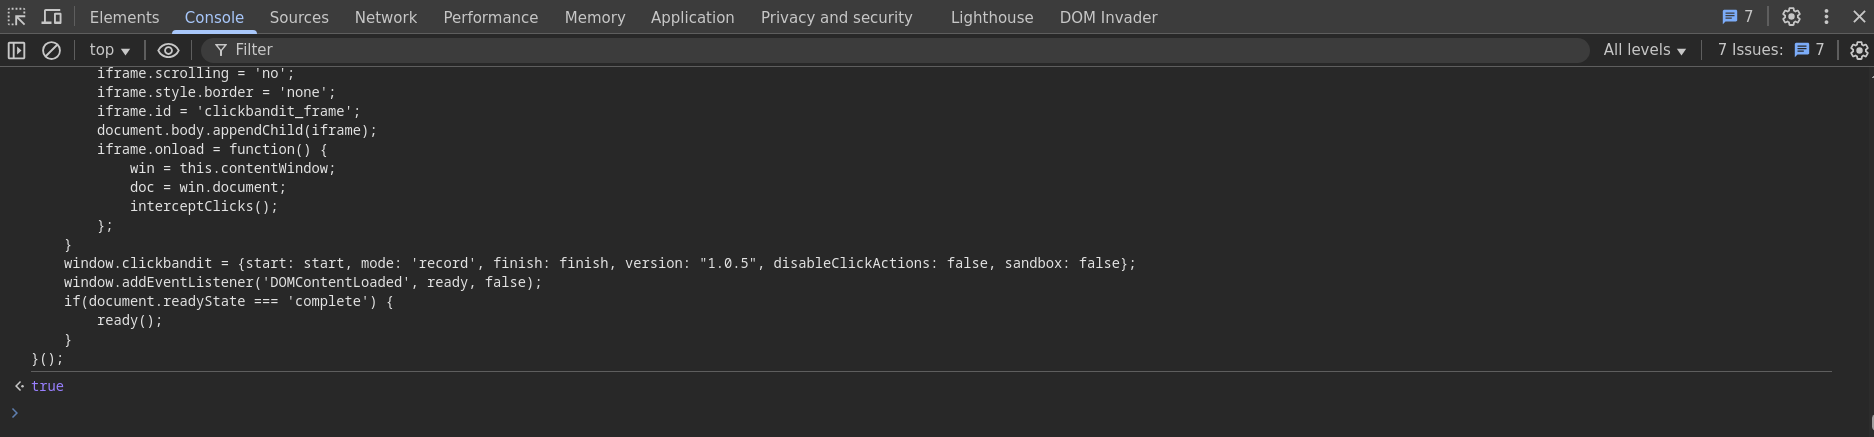 Elements Console Sources Network Performance Memory Application Privacy and security Lighthouse DOM Invader 7
top Filter All levels 7 Issues: 7
iframe.scrolling = 'no';
iframe.style.border = 'none';
iframe.id = 'clickbandit_frame';
document.body.appendChild(iframe);
iframe.onload = function() {
win = this.contentWindow;
doc = win.document;
interceptClicks();
};
}
window.clickbandit = {start: start, mode: 'record', finish: finish, version: "1.0.5", disableClickActions: false, sandbox: false};
window.addEventListener('DOMContentLoaded', ready, false);
if(document.readyState === 'complete') {
ready();
}
}();
true